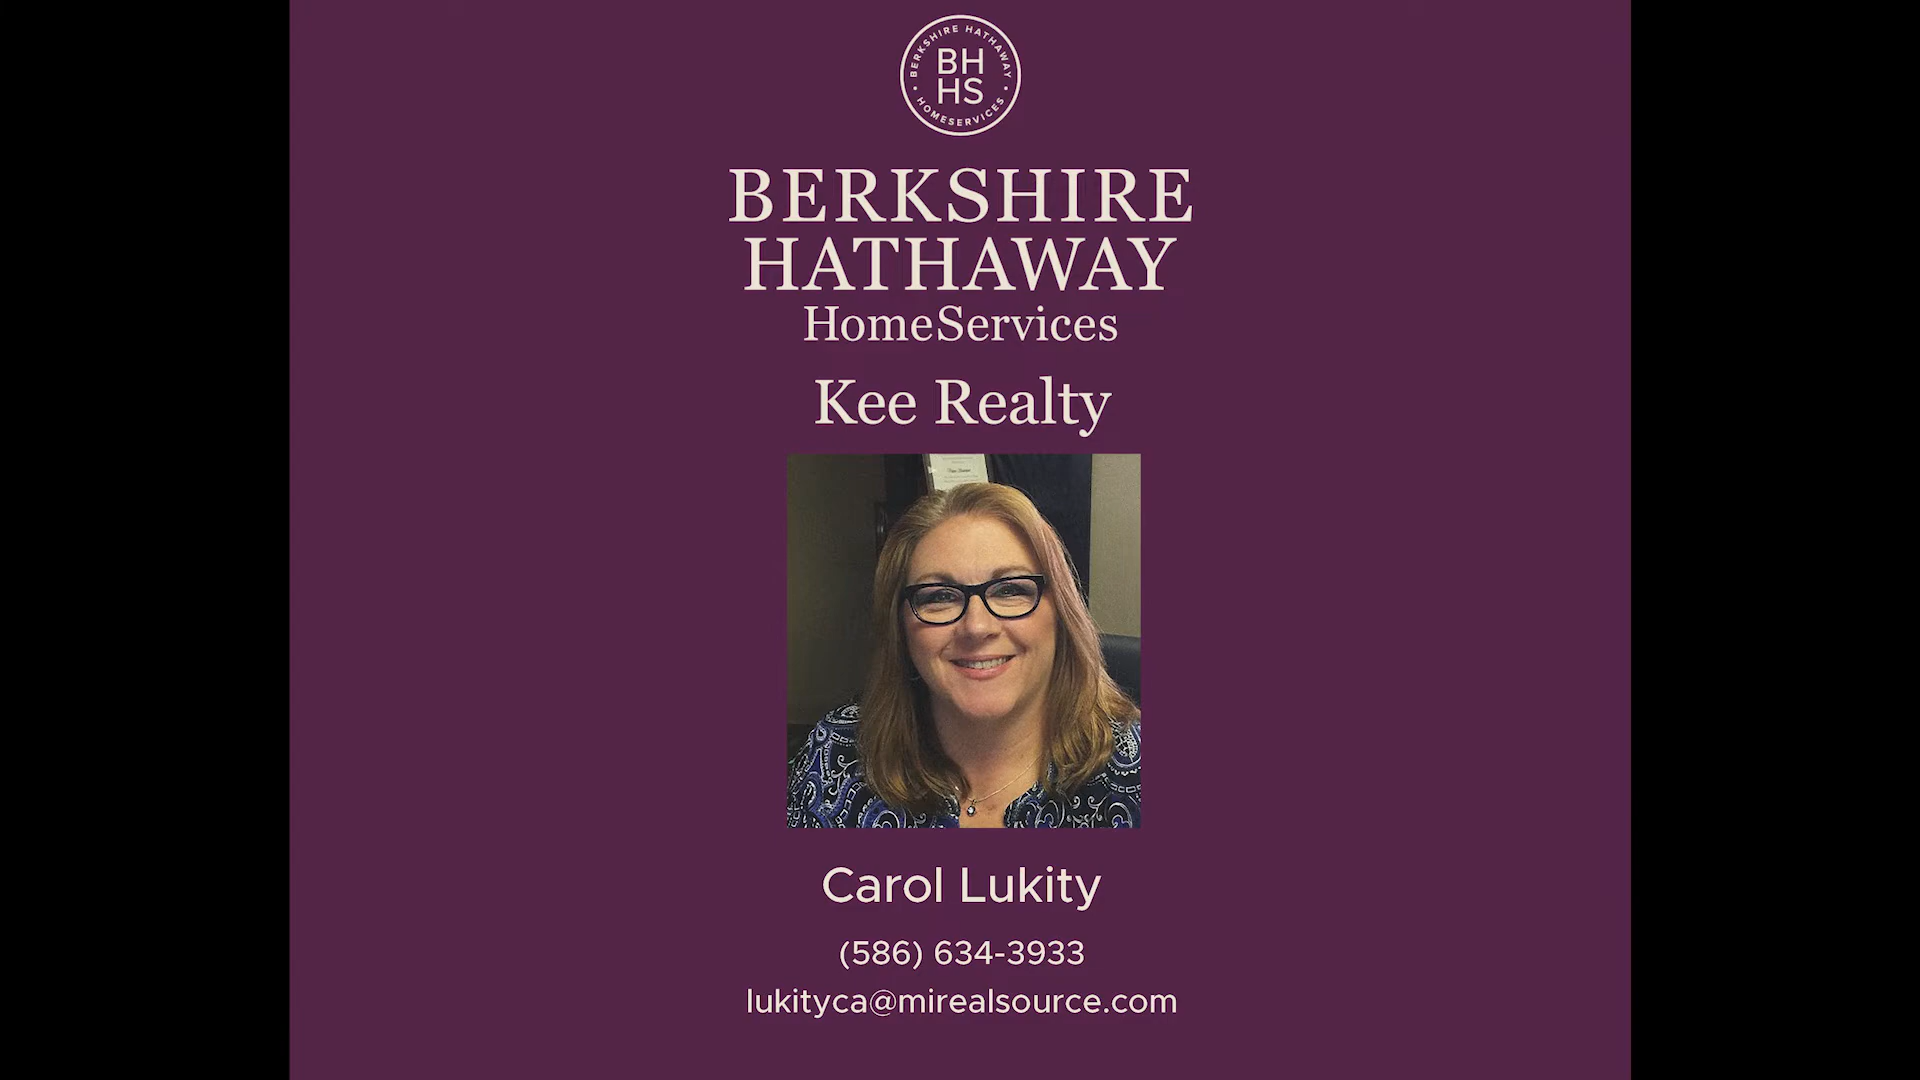 BERKSHIRE HATHAWAY
BH
HS
HOMESERVICES
BERKSHIRE
HATHAWAY
HomeServices
Kee Realty
Carol Lukity
(586) 634-3933
lukityca@mirealsource.com